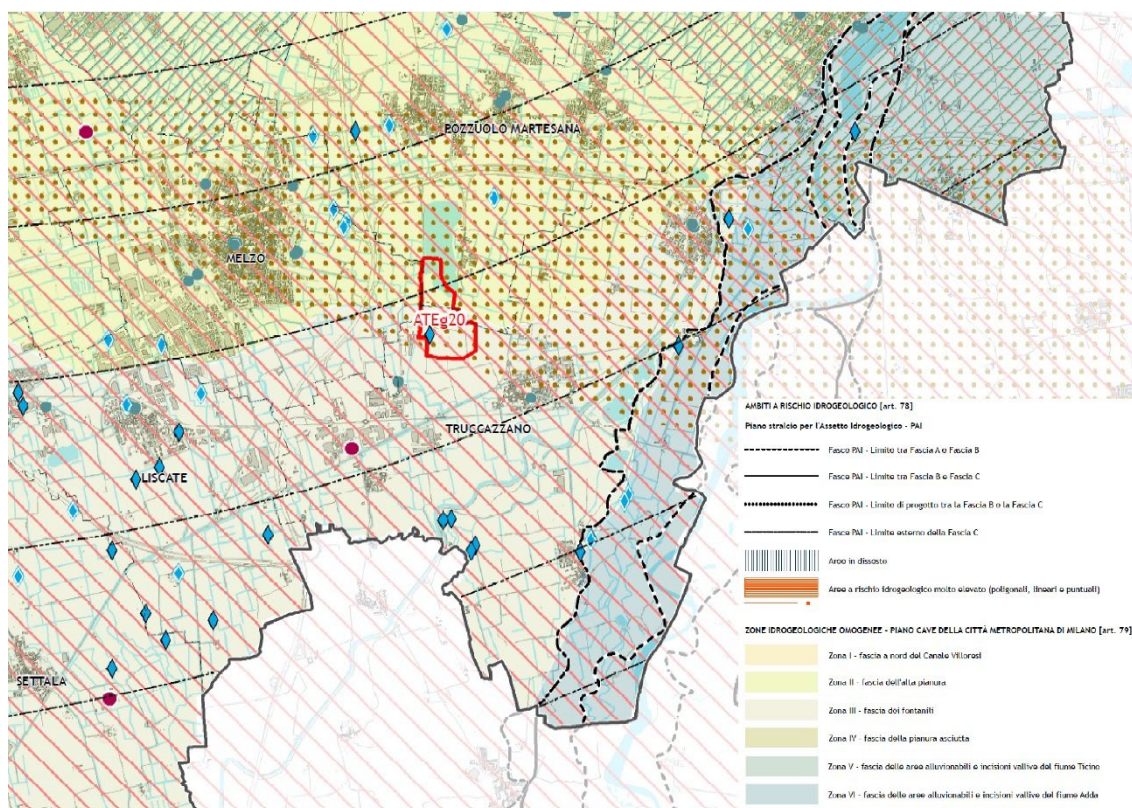 POZZUOLO MARTESANA
MELZO
ATEg20
TRUCCAZZANO
LISCATE
SETTALA
AMBITI A RISCHIO IDROGEOLOGICO [art. 78]
Piano stralcio per l'Assetto Idrogeologico - PAI
Fasce PAI - Limite tra Fascia A e Fascia B
Fasce PAI - Limite tra Fascia B e Fascia C
Fasce PAI - Limite di progetto tra la Fascia B e la Fascia C
Fasce PAI - Limite esterno della Fascia C
Aree in dissesto
Aree a rischio idrogeologico molto elevato (poligonali, lineari e puntuali)
ZONE IDROGEOLOGICHE OMOGENEE - PIANO CAVE DELLA CITTÀ METROPOLITANA DI MILANO [art. 79]
Zona I - fascia a nord del Canale Villoresi
Zona II - fascia dell'alta pianura
Zona III - fascia dei fontanili
Zona IV - fascia della pianura asciutta
Zona V - fascia delle aree alluvionabili e incisioni vallive del fiume Ticino
Zona VI - fascia delle aree alluvionabili e incisioni vallive del fiume Adda